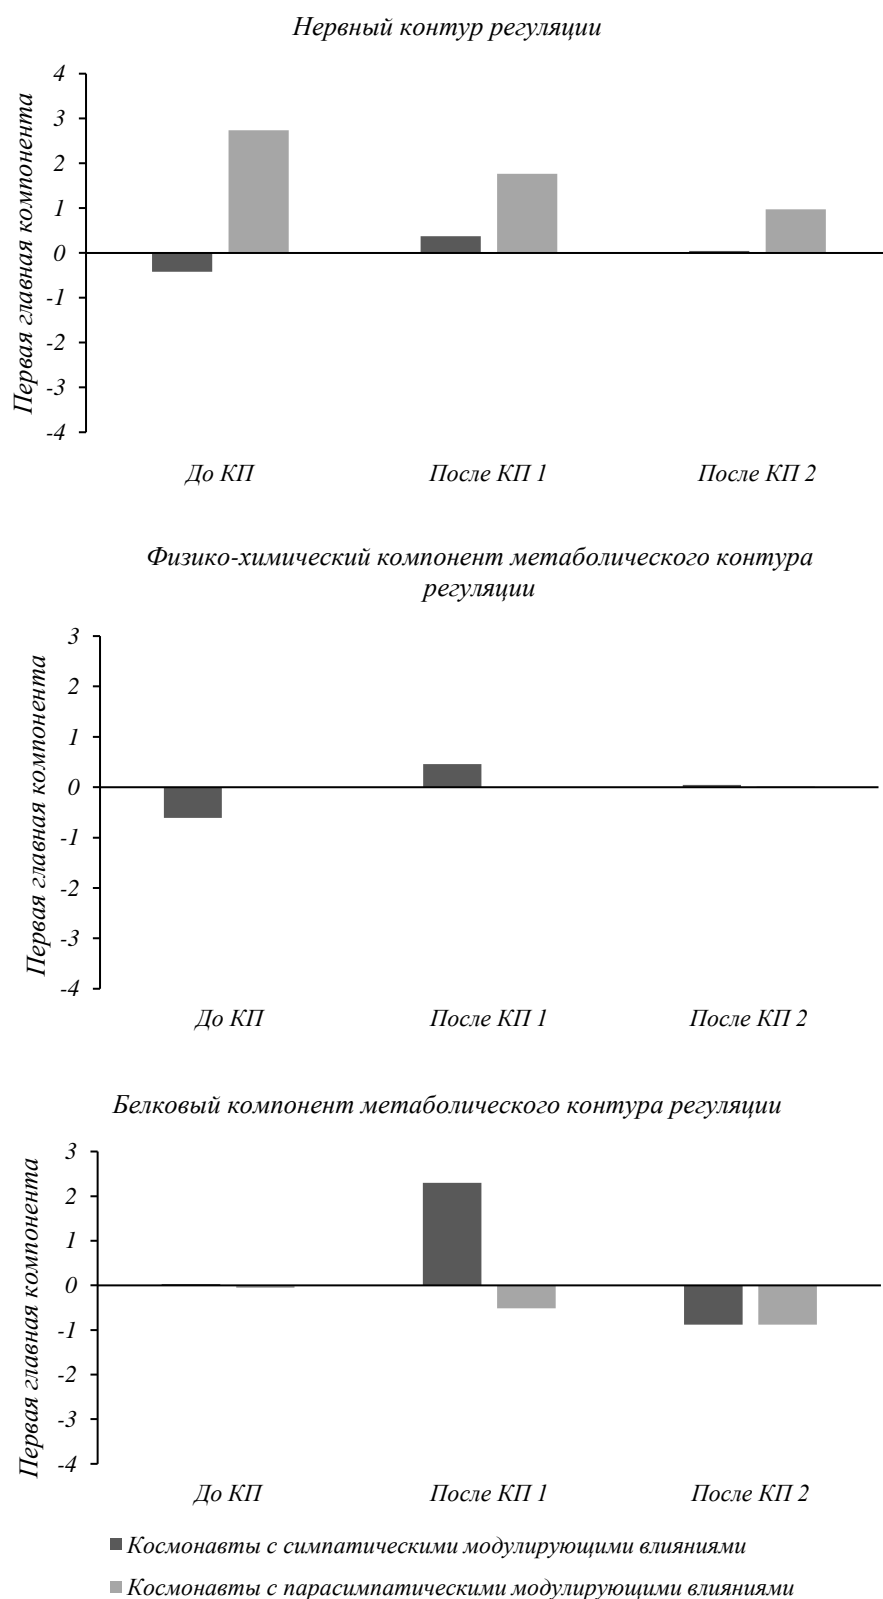 Нервный контур регуляции
Первая главная компонента
4
3
2
1
0
-1
-2
-3
-4
До КП
После КП 1
После КП 2
Физико-химический компонент метаболического контура
регуляции
Первая главная компонента
3
2
1
0
-1
-2
-3
-4
До КП
После КП 1
После КП 2
Белковый компонент метаболического контура регуляции
Первая главная компонента
3
2
1
0
-1
-2
-3
-4
До КП
После КП 1
После КП 2
Космонавты с симпатическими модулирующими влияниями
Космонавты с парасимпатическими модулирующими влияниями